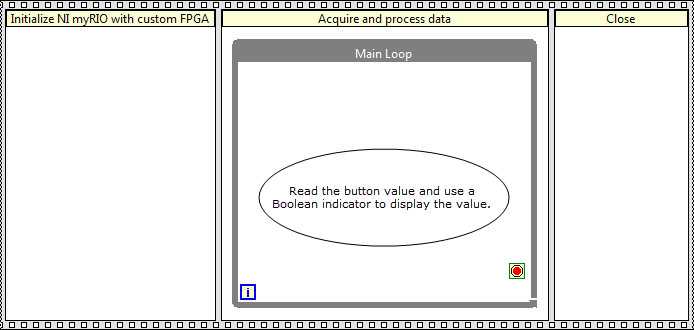 Initialize NI myRIO with custom FPGA
Acquire and process data
Close
Main Loop
Read the button value and use a
Boolean indicator to display the value.
i